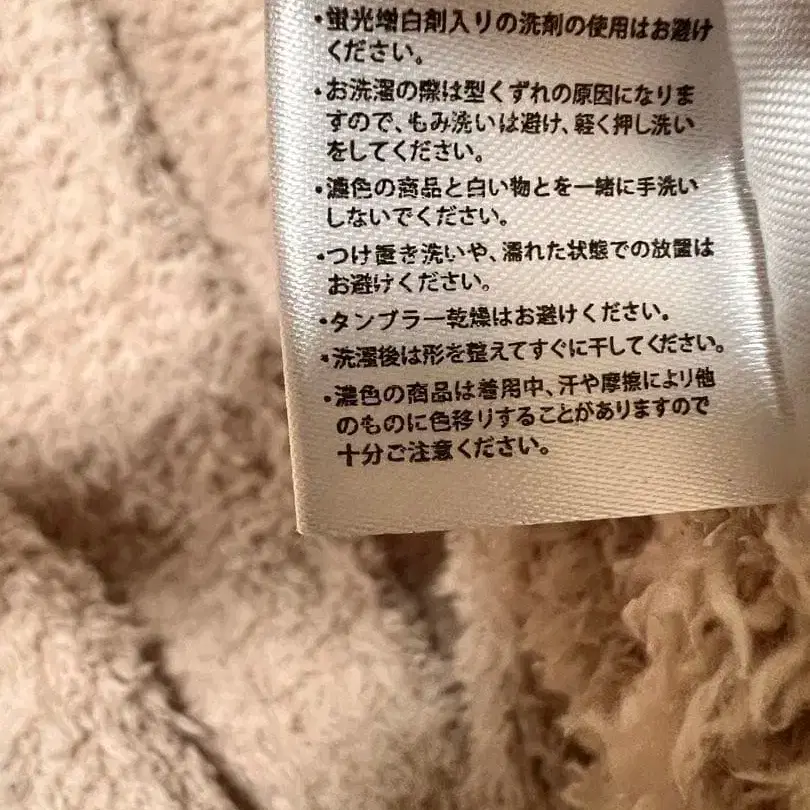 ・蛍光増白剤入りの洗剤の使用はお避け
ください。
・お洗濯の際は型くずれの原因になりま
すので、もみ洗いは避け、軽く押し洗い
をしてください。
・濃色の商品と白い物とを一緒に手洗い
しないでください。
・つけ置き洗いや、濡れた状態での放置は
お避けください。
・タンブラー乾燥はお避けください。
・洗濯後は形を整えてすぐに干してください。
・濃色の商品は着用中、汗や摩擦により他
のものに色移りすることがありますので
十分ご注意ください。